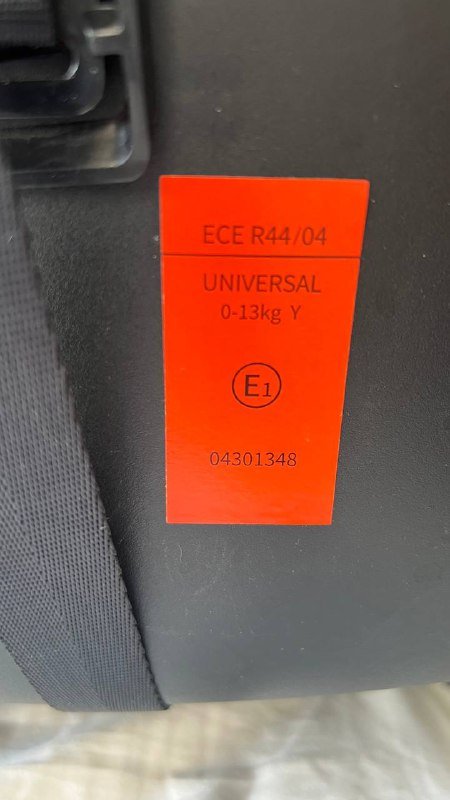 ECE R44/04
UNIVERSAL
0-13kg Y
E1
04301348